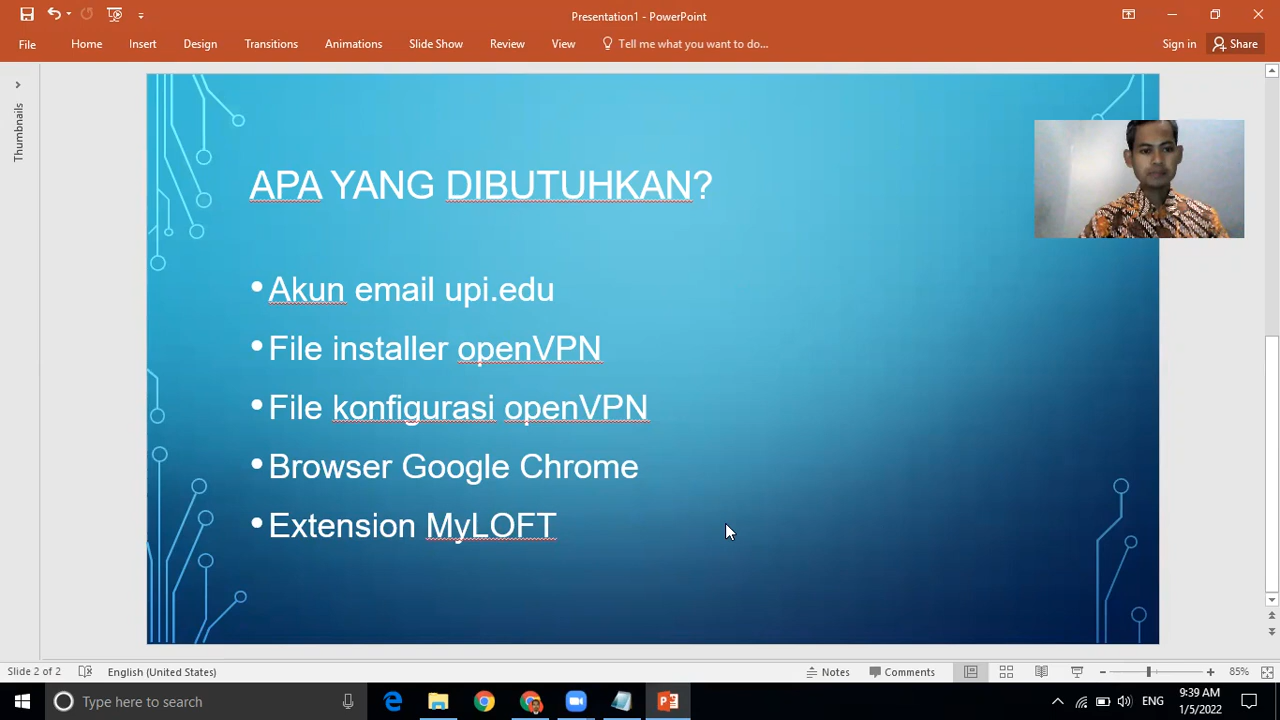 Presentation1 - PowerPoint
File Home Insert Design Transitions Animations Slide Show Review View Tell me what you want to do... Sign in Share
Thumbnails
APA YANG DIBUTUHKAN?
• Akun email upi.edu
• File installer openVPN
• File konfigurasi openVPN
• Browser Google Chrome
• Extension MyLOFT
Slide 2 of 2 English (United States) Notes Comments 85%
Type here to search ENG 9:39 AM
1/5/2022